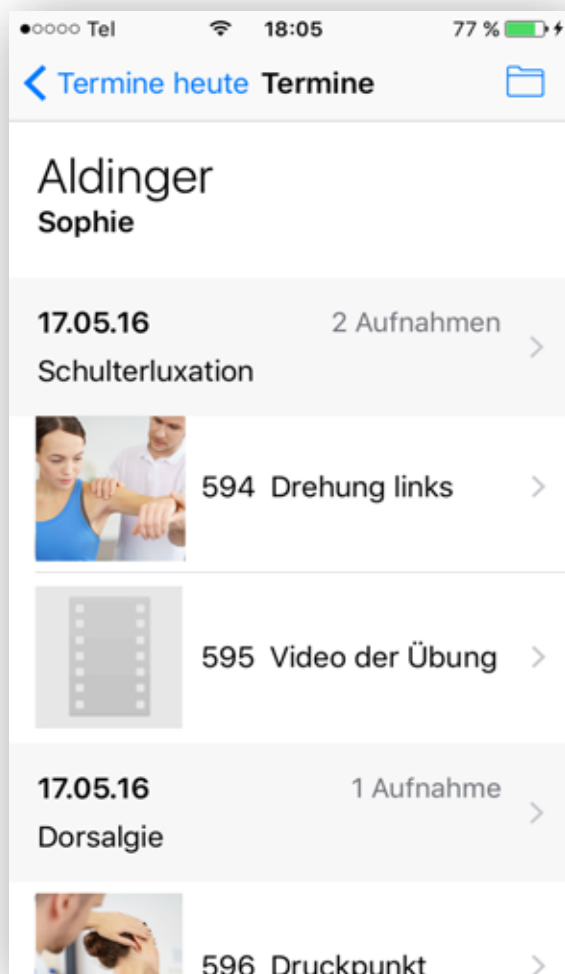 Tel 18:05 77 %
Termine heute Termine
Aldinger
Sophie
17.05.16 2 Aufnahmen
Schulterluxation
594 Drehung links
595 Video der Übung
17.05.16 1 Aufnahme
Dorsalgie
596 Druckpunkt